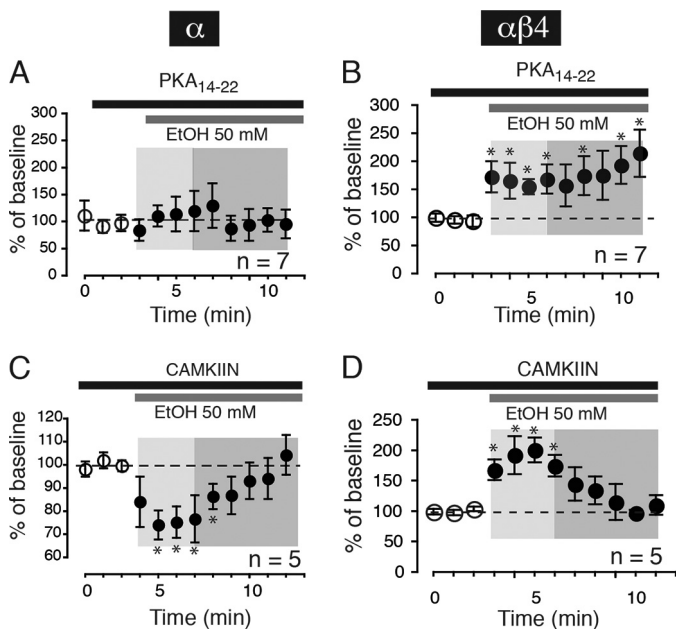 α
αβ4
A
PKA14-22
EtOH 50 mM
% of baseline
300
250
200
150
100
50
0
n = 7
0
5
10
Time (min)
B
PKA14-22
EtOH 50 mM
% of baseline
300
250
200
150
100
50
0
* * * * * * *
n = 7
0
5
10
Time (min)
C
CAMKIIN
EtOH 50 mM
% of baseline
120
110
100
90
80
70
60
* * * *
n = 5
0
5
10
Time (min)
D
CAMKIIN
EtOH 50 mM
% of baseline
250
200
150
100
50
0
* * * *
n = 5
0
5
10
Time (min)